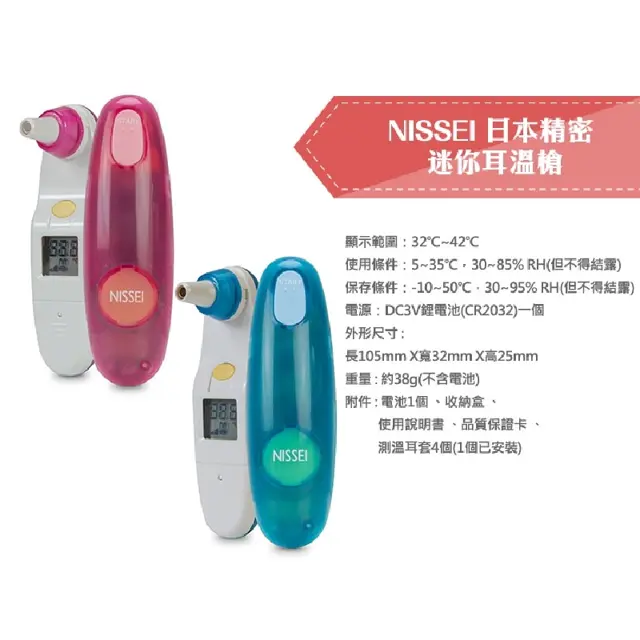 NISSEI 日本精密
迷你耳溫槍
顯示範圍：32℃~42℃
使用條件：5~35℃，30~85% RH(但不得結露)
保存條件：-10~50℃，30~95% RH(但不得結露)
電源：DC3V鋰電池(CR2032)一個
外形尺寸：
長105mm X寬32mm X高25mm
重量：約38g(不含電池)
附件：電池1個、收納盒、
使用說明書、品質保證卡、
測溫耳套4個(1個已安裝)
NISSEI
NISSEI